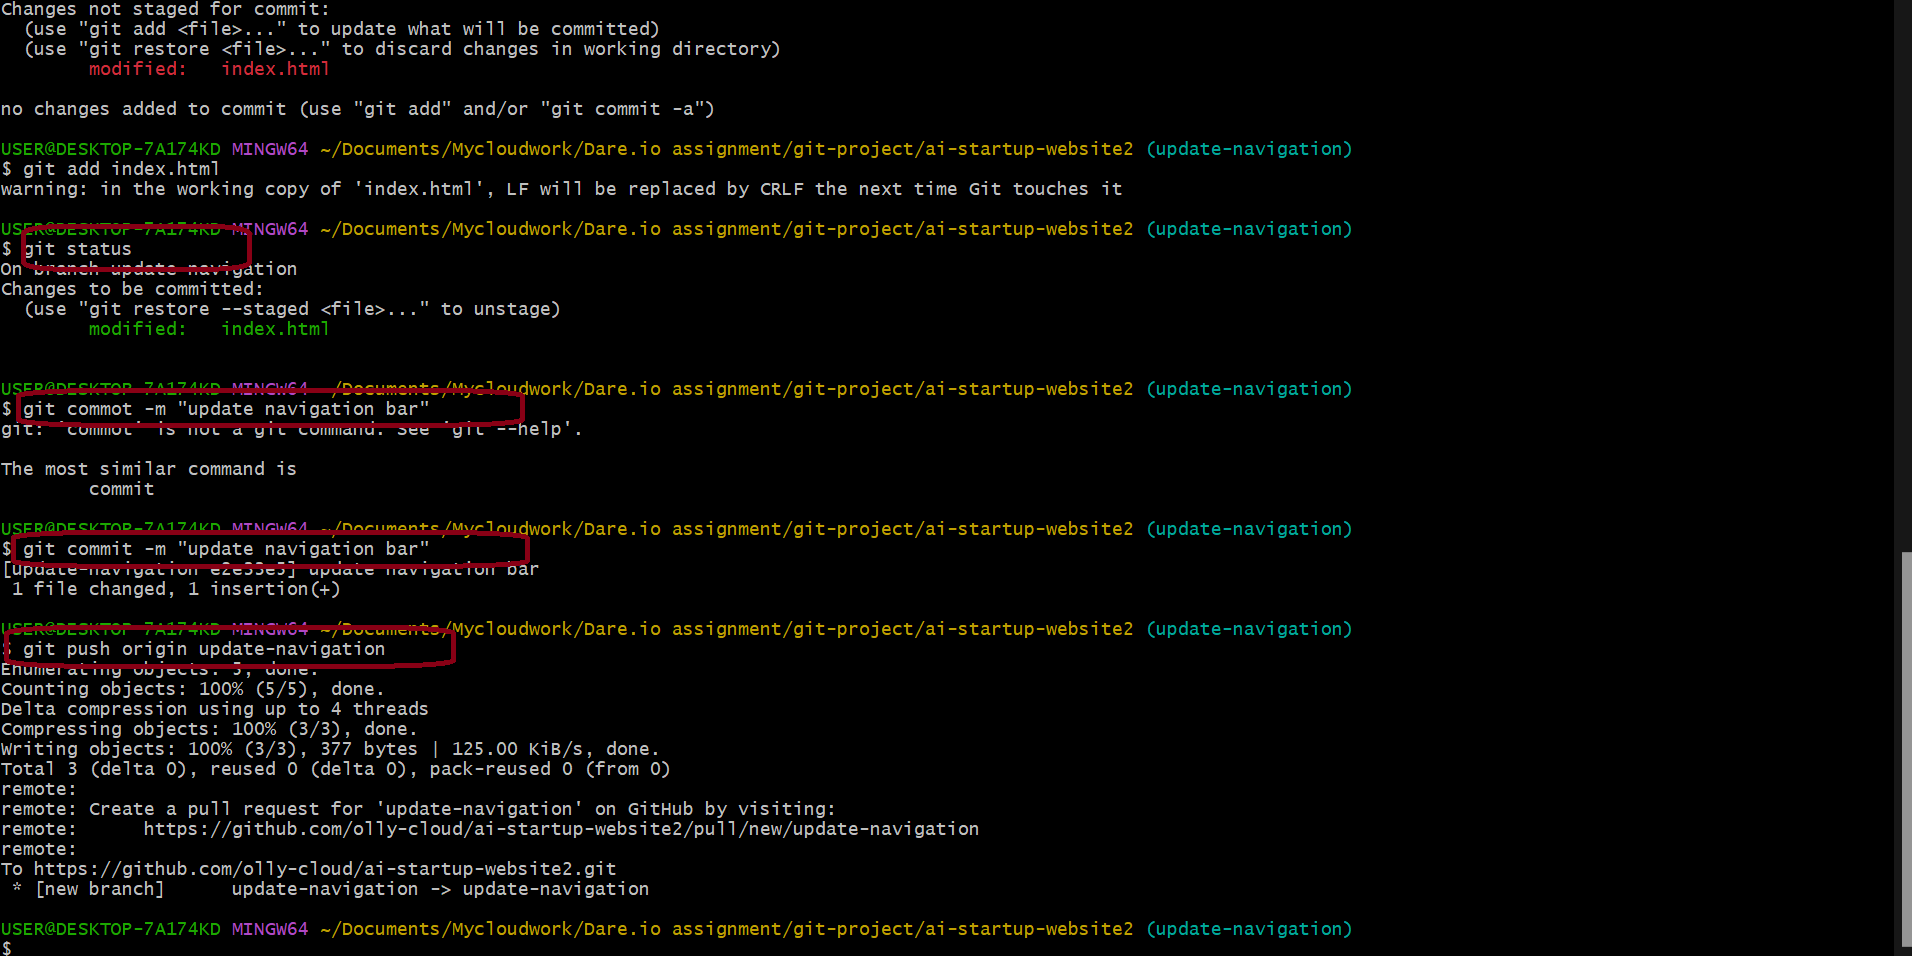 Changes not staged for commit:
  (use "git add <file>..." to update what will be committed)
  (use "git restore <file>..." to discard changes in working directory)
        modified:   index.html

no changes added to commit (use "git add" and/or "git commit -a")

USER@DESKTOP-7A174KD MINGW64 ~/Documents/Mycloudwork/Dare.io assignment/git-project/ai-startup-website2 (update-navigation)
$ git add index.html
warning: in the working copy of 'index.html', LF will be replaced by CRLF the next time Git touches it

USER@DESKTOP-7A174KD MINGW64 ~/Documents/Mycloudwork/Dare.io assignment/git-project/ai-startup-website2 (update-navigation)
$ git status
On branch update-navigation
Changes to be committed:
  (use "git restore --staged <file>..." to unstage)
        modified:   index.html

USER@DESKTOP-7A174KD MINGW64 ~/Documents/Mycloudwork/Dare.io assignment/git-project/ai-startup-website2 (update-navigation)
$ git commot -m "update navigation bar"
git: 'commot' is not a git command. See 'git --help'.

The most similar command is
        commit

USER@DESKTOP-7A174KD MINGW64 ~/Documents/Mycloudwork/Dare.io assignment/git-project/ai-startup-website2 (update-navigation)
$ git commit -m "update navigation bar"
[update-navigation e2e33e5] update navigation bar
 1 file changed, 1 insertion(+)

USER@DESKTOP-7A174KD MINGW64 ~/Documents/Mycloudwork/Dare.io assignment/git-project/ai-startup-website2 (update-navigation)
$ git push origin update-navigation
Enumerating objects: 5, done.
Counting objects: 100% (5/5), done.
Delta compression using up to 4 threads
Compressing objects: 100% (3/3), done.
Writing objects: 100% (3/3), 377 bytes | 125.00 KiB/s, done.
Total 3 (delta 0), reused 0 (delta 0), pack-reused 0 (from 0)
remote:
remote: Create a pull request for 'update-navigation' on GitHub by visiting:
remote:      https://github.com/olly-cloud/ai-startup-website2/pull/new/update-navigation
remote:
To https://github.com/olly-cloud/ai-startup-website2.git
 * [new branch]      update-navigation -> update-navigation

USER@DESKTOP-7A174KD MINGW64 ~/Documents/Mycloudwork/Dare.io assignment/git-project/ai-startup-website2 (update-navigation)
$